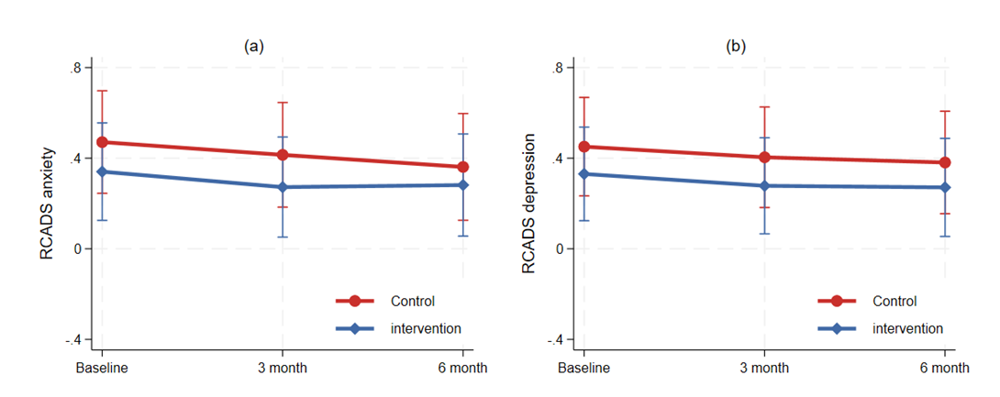 (a)
.8
.4
0
-.4
RCADS anxiety
Control
intervention
Baseline 3 month 6 month
(b)
.8
.4
0
-.4
RCADS depression
Control
intervention
Baseline 3 month 6 month